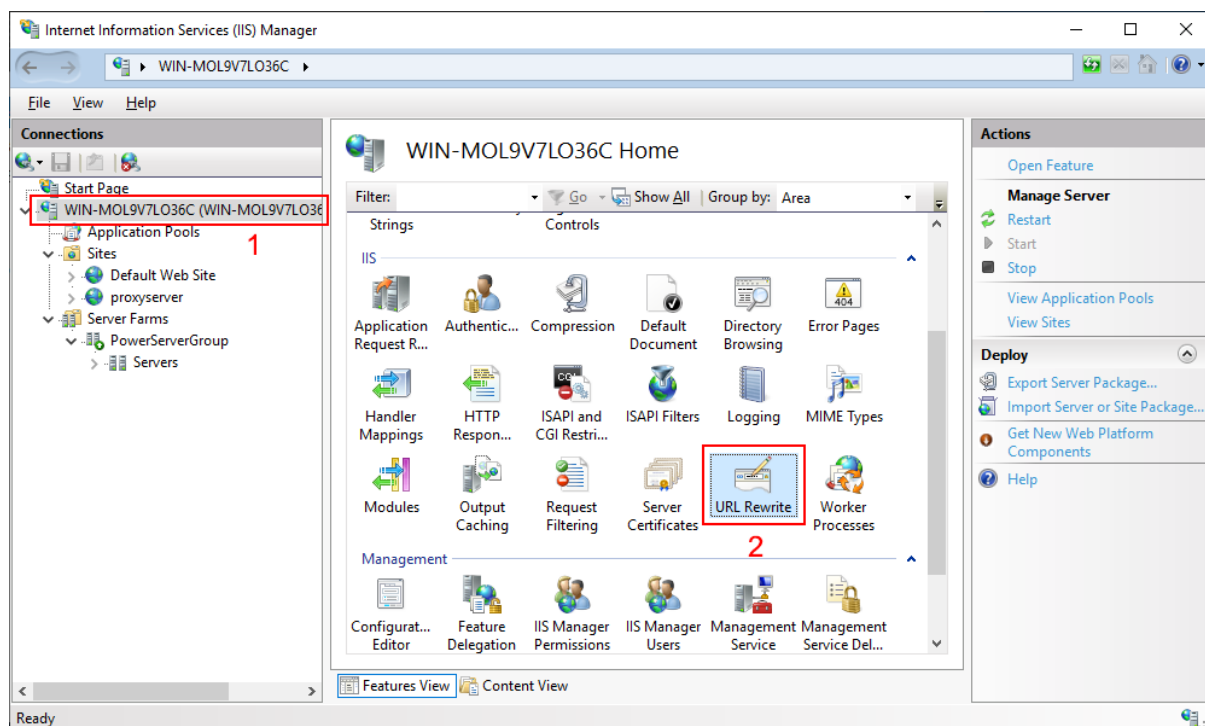 Internet Information Services (IIS) Manager
WIN-MOL9V7LO36C
File View Help
Connections
Start Page
WIN-MOL9V7LO36C (WIN-MOL9V7LO36
1
Application Pools
Sites
Default Web Site
proxyserver
Server Farms
PowerServerGroup
Servers
WIN-MOL9V7LO36C Home
Filter: Go Show All Group by: Area
Strings Controls
IIS
Application Request R...
Authentic...
Compression
Default Document
Directory Browsing
404
Error Pages
Handler Mappings
HTTP Respon...
CGI
ISAPI and CGI Restri...
ISAPI Filters
Logging
MIME Types
Modules
Output Caching
Request Filtering
Server Certificates
URL Rewrite
Worker Processes
2
Management
Configurat... Editor
Feature Delegation
IIS Manager Permissions
IIS Manager Users
Management Service
Management Service Del...
Features View Content View
Actions
Open Feature
Manage Server
Restart
Start
Stop
View Application Pools
View Sites
Deploy
Export Server Package...
Import Server or Site Package...
Get New Web Platform
Components
Help
Ready